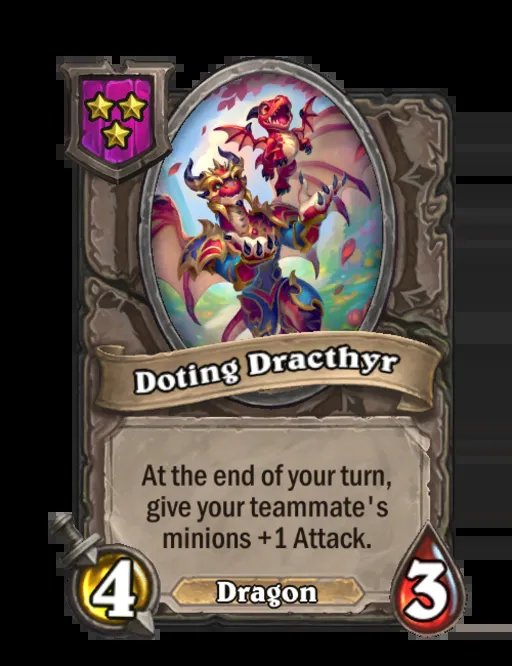 Doting Dracthyr
At the end of your turn,
give your teammate's
minions +1 Attack.
4
Dragon
3